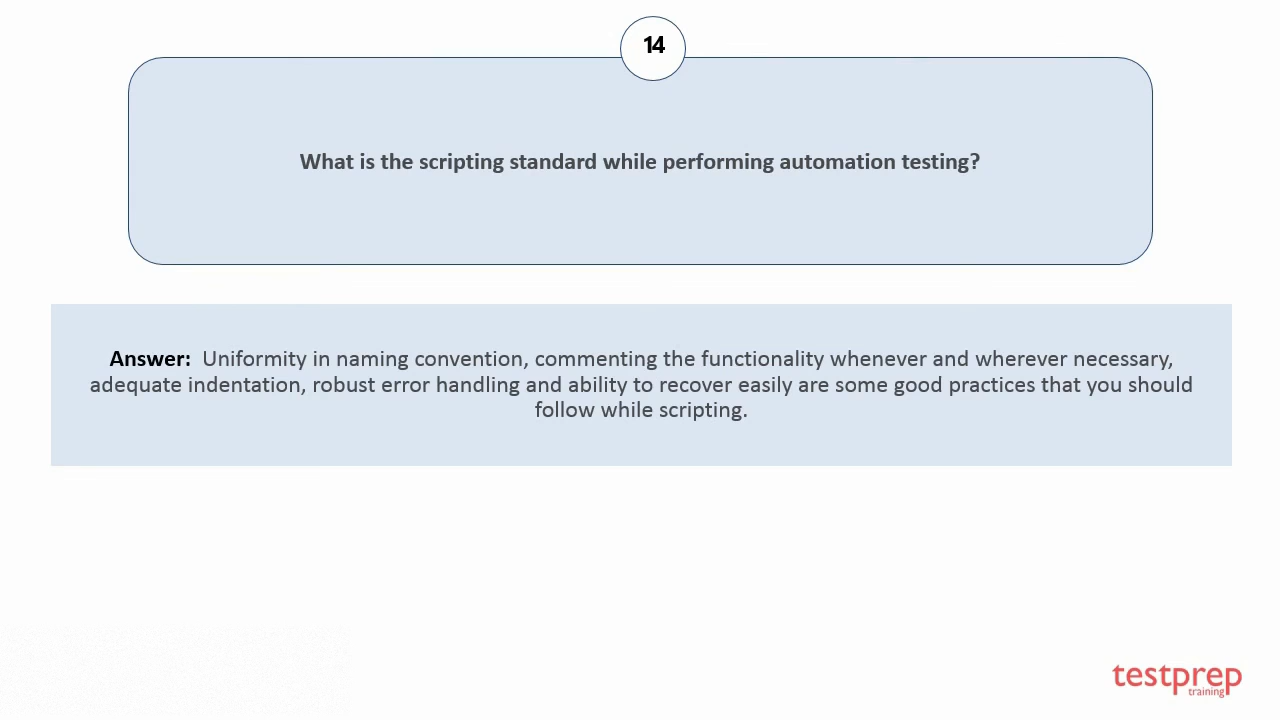 14
What is the scripting standard while performing automation testing?
Answer: Uniformity in naming convention, commenting the functionality whenever and wherever necessary,
adequate indentation, robust error handling and ability to recover easily are some good practices that you should
follow while scripting.
testprep
training